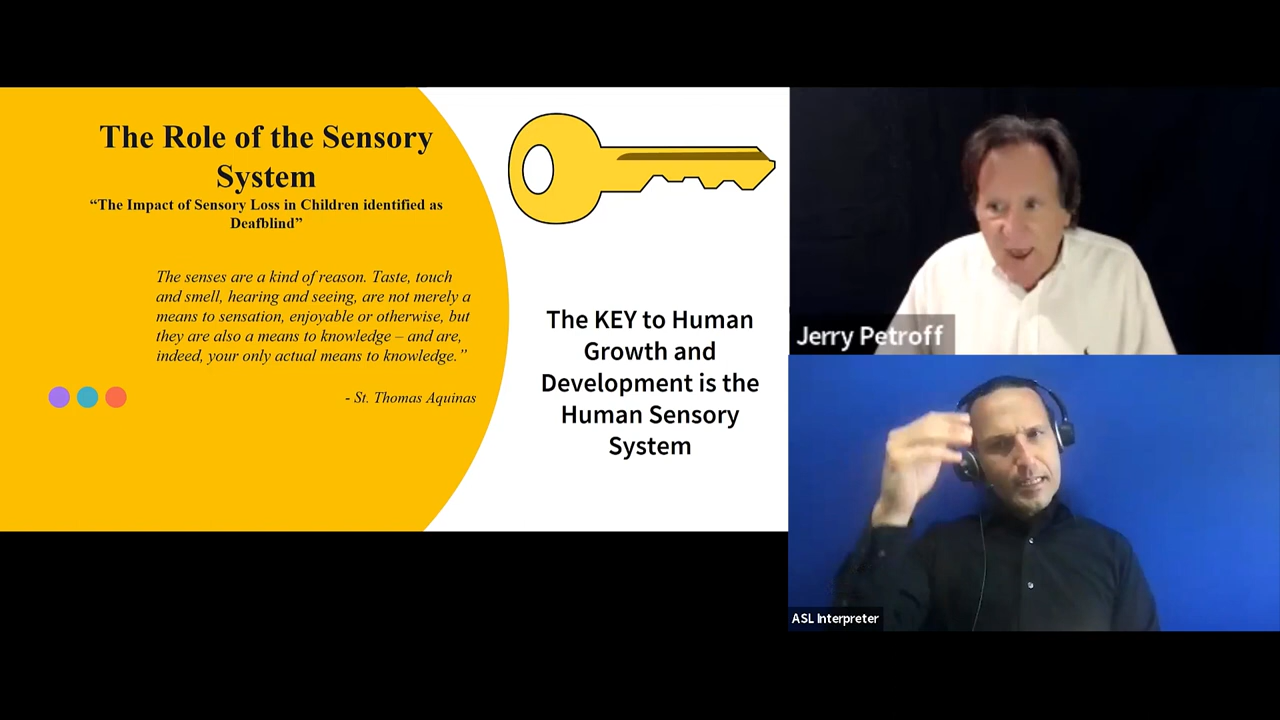 The Role of the Sensory
System
“The Impact of Sensory Loss in Children identified as
Deafblind”
The senses are a kind of reason. Taste, touch
and smell, hearing and seeing, are not merely a
means to sensation, enjoyable or otherwise, but
they are also a means to knowledge – and are,
indeed, your only actual means to knowledge.”
- St. Thomas Aquinas
The KEY to Human
Growth and
Development is the
Human Sensory
System
Jerry Petroff
ASL Interpreter